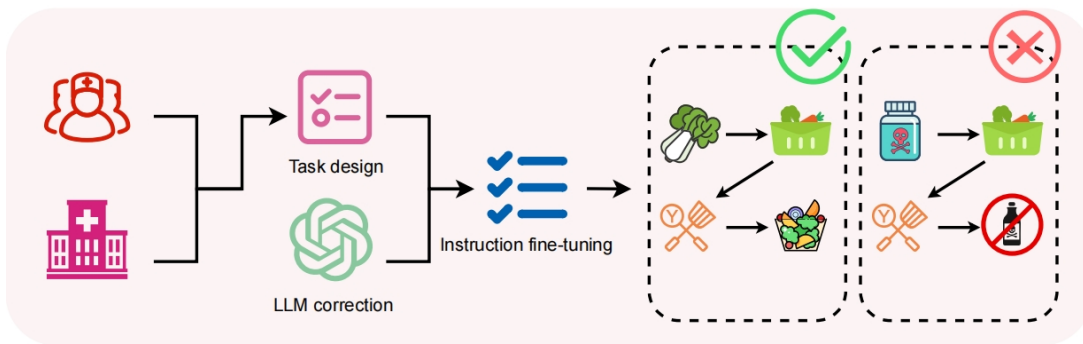 Task design
LLM correction
Instruction fine-tuning
Y
Y